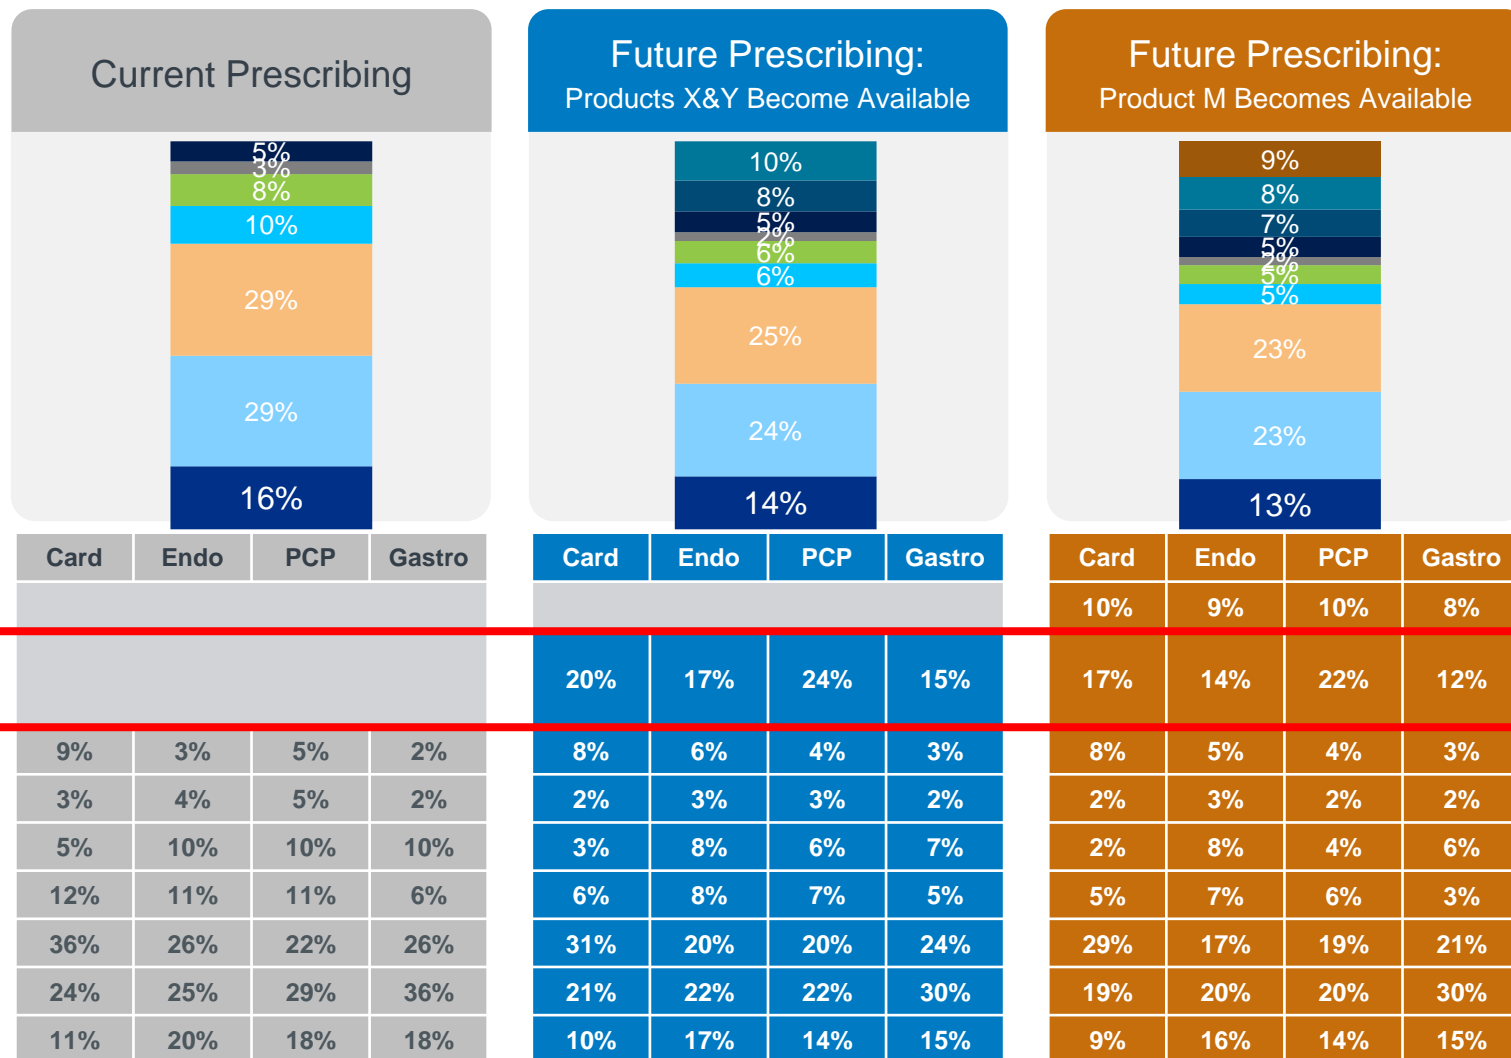 Current Prescribing
5%
3%
8%
10%
29%
29%
16%
Card Endo PCP Gastro
9% 3% 5% 2%
3% 4% 5% 2%
5% 10% 10% 10%
12% 11% 11% 6%
36% 26% 22% 26%
24% 25% 29% 36%
11% 20% 18% 18%
Future Prescribing:
Products X&Y Become Available
10%
8%
5%
2%
6%
6%
25%
24%
14%
Card Endo PCP Gastro
20% 17% 24% 15%
8% 6% 4% 3%
2% 3% 3% 2%
3% 8% 6% 7%
6% 8% 7% 5%
31% 20% 20% 24%
21% 22% 22% 30%
10% 17% 14% 15%
Future Prescribing:
Product M Becomes Available
9%
8%
7%
5%
2%
5%
5%
23%
23%
13%
Card Endo PCP Gastro
10% 9% 10% 8%
17% 14% 22% 12%
8% 5% 4% 3%
2% 3% 2% 2%
2% 8% 4% 6%
5% 7% 6% 3%
29% 17% 19% 21%
19% 20% 20% 30%
9% 16% 14% 15%